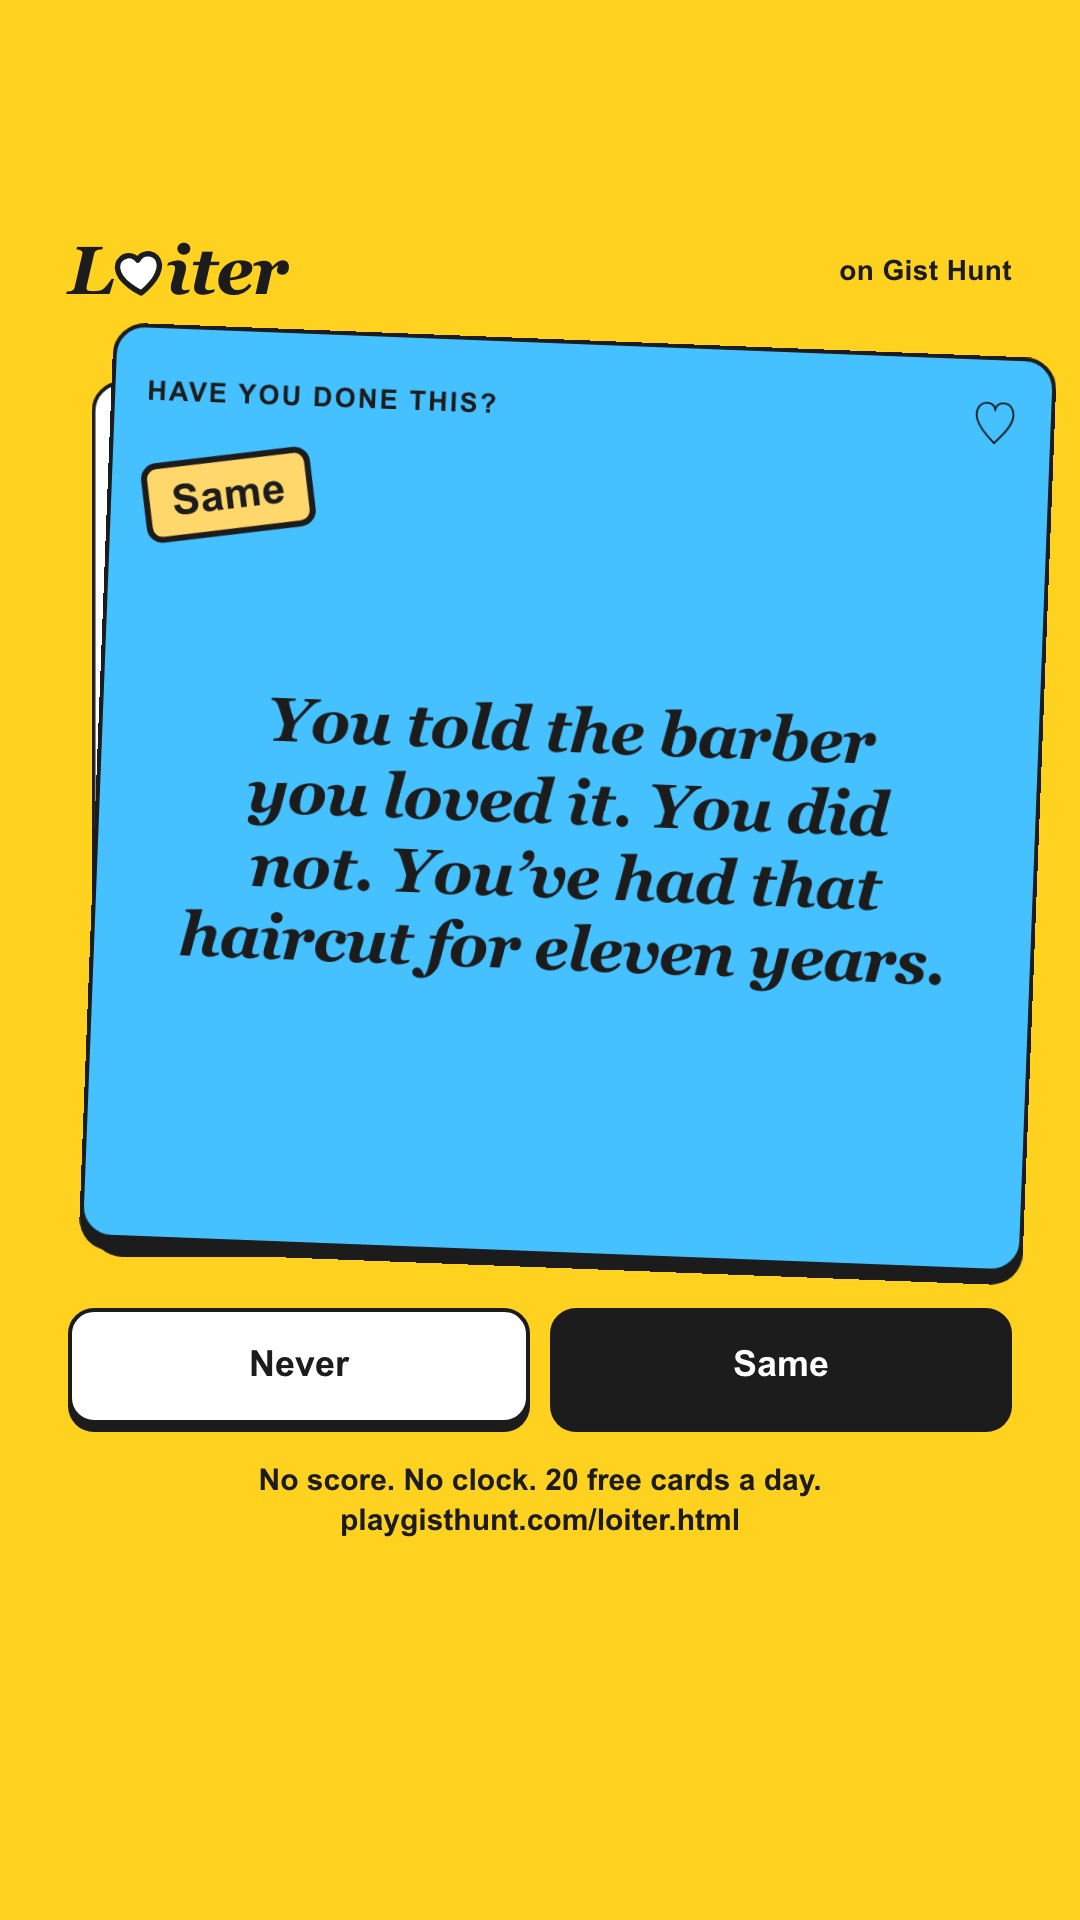 Loiter
on Gist Hunt
HAVE YOU DONE THIS?
Same
You told the barber
you loved it. You did
not. You’ve had that
haircut for eleven years.
Never
Same
No score. No clock. 20 free cards a day.
playgisthunt.com/loiter.html